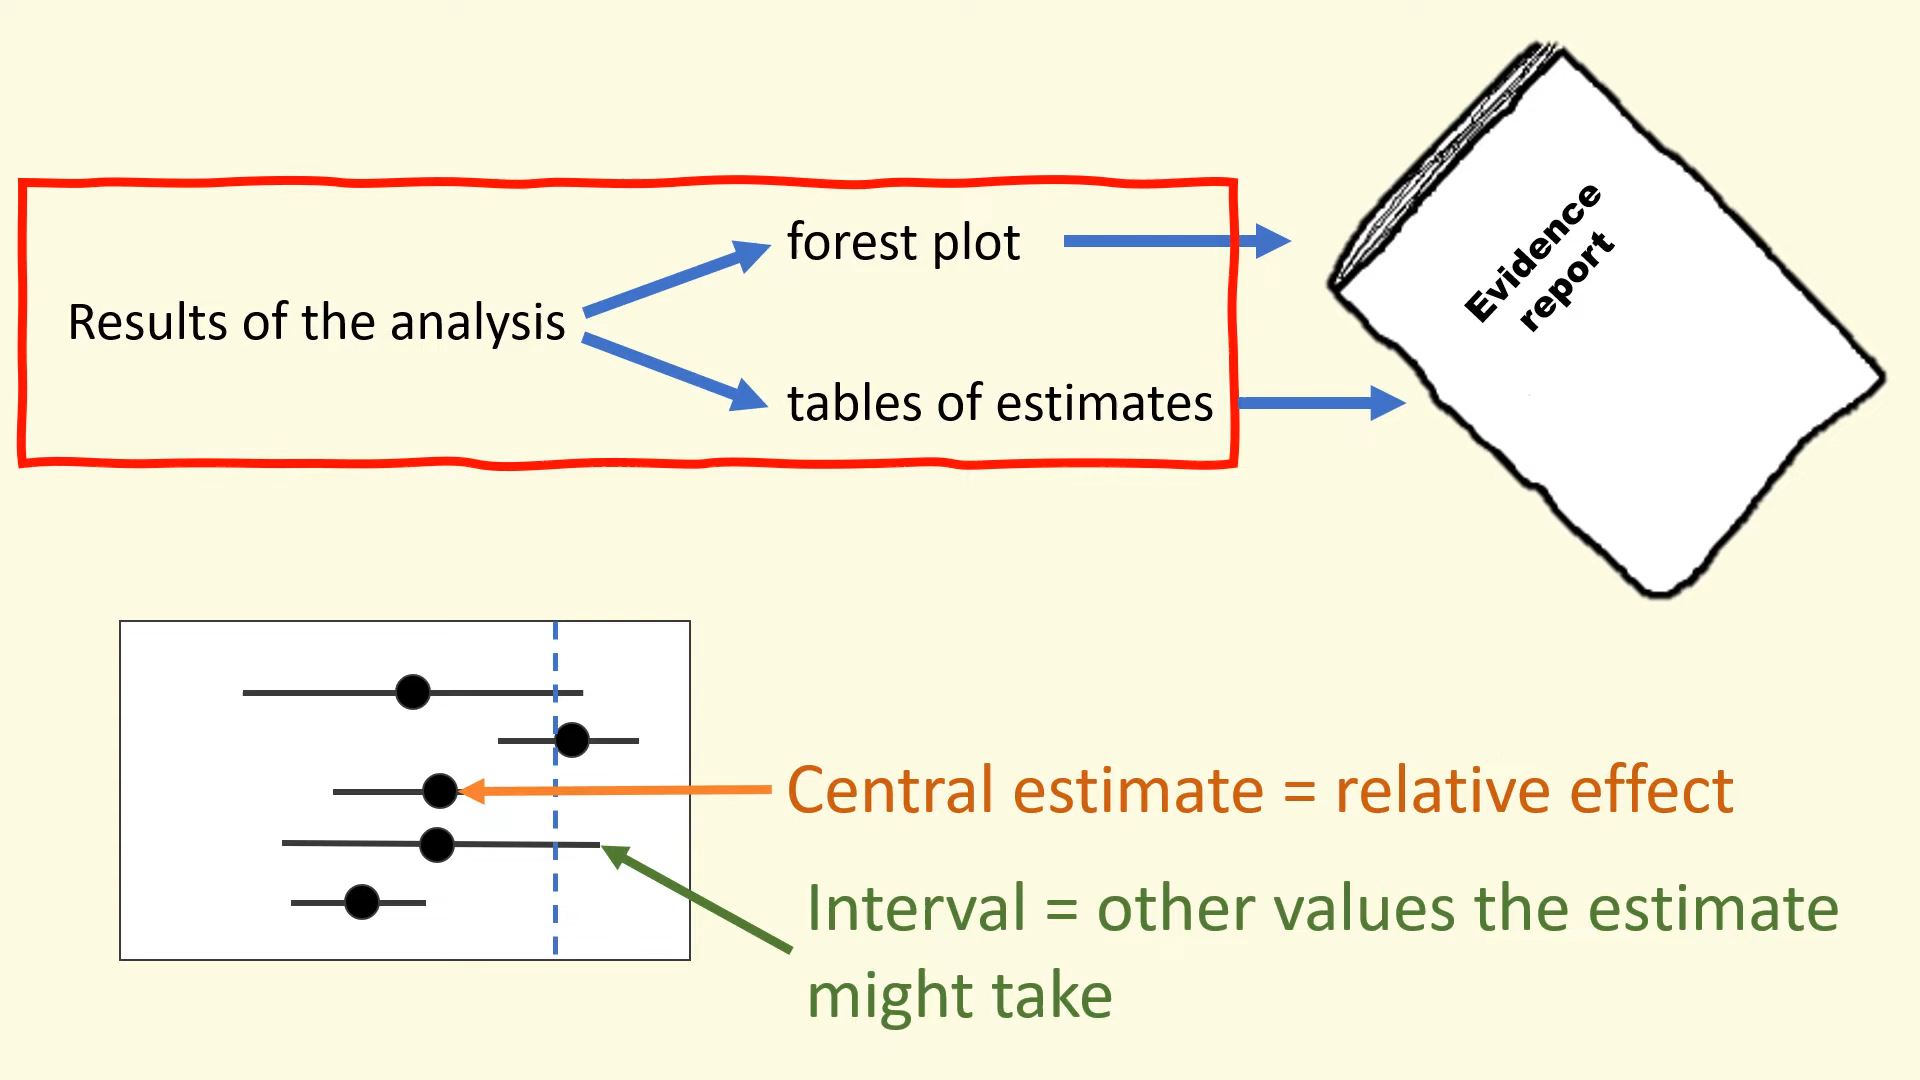 forest plot
Results of the analysis
tables of estimates
Evidence
report
Central estimate = relative effect
Interval = other values the estimate
might take